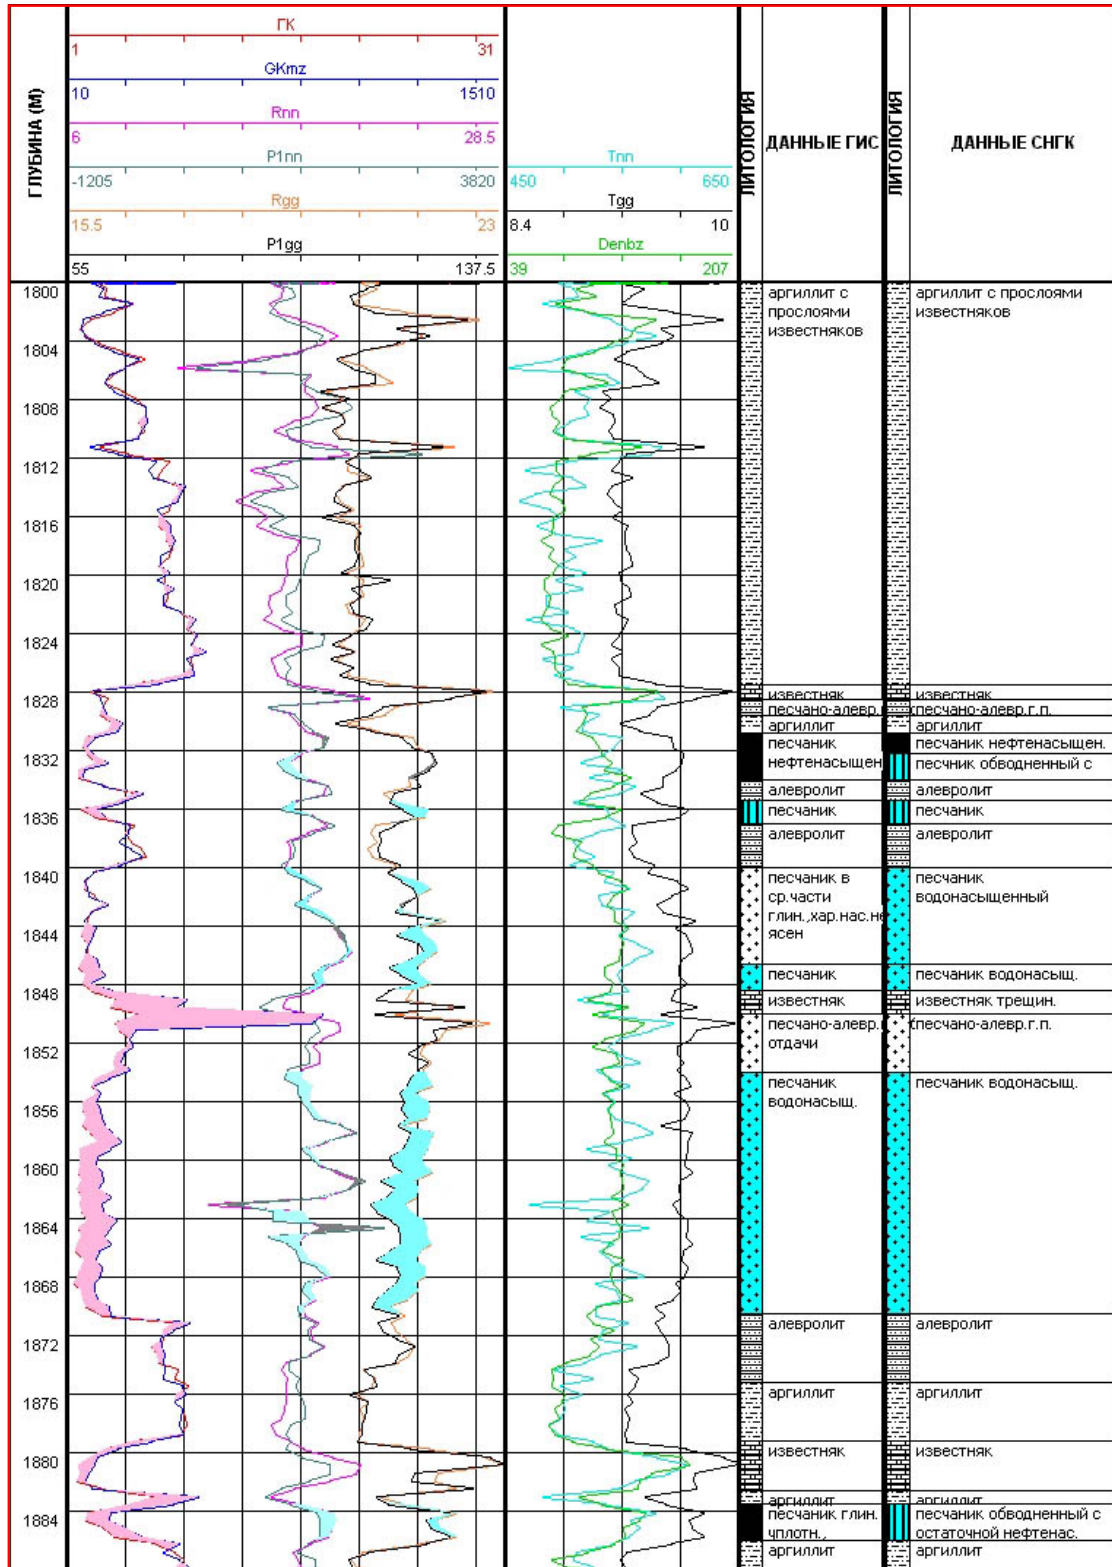 ГЛУБИНА (М)
ГК
1 31
GKmz
10 1510
Rnn
6 28.5
P1nn
-1205 3820
Rgg
15.5 23
P1gg
55 137.5
Tnn
450 650
Tgg
8.4 10
Denbz
39 207
ЛИТОЛОГИЯ
ДАННЫЕ ГИС
ЛИТОЛОГИЯ
ДАННЫЕ СНГК
1800
1804
1808
1812
1816
1820
1824
1828
1832
1836
1840
1844
1848
1852
1856
1860
1864
1868
1872
1876
1880
1884
аргиллит с
прослоями
известняков
известняк
песчано-алевр.г
аргиллит
песчаник
нефтенасыщен
алевролит
песчаник
алевролит
песчаник в
ср.части
глин.,хар.нас.не
ясен
песчаник
известняк
песчано-алевр.г
отдачи
песчаник
водонасыщ.
алевролит
аргиллит
известняк
аргиллит
песчаник глин.
уплотн.,
аргиллит
аргиллит с прослоями
известняков
известняк
песчано-алевр.г.п.
аргиллит
песчаник нефтенасыщен.
песчник обводненный с
алевролит
песчаник
алевролит
песчаник
водонасыщенный
песчаник водонасыщ.
известняк трещин.
песчано-алевр.г.п.
песчаник водонасыщ.
алевролит
аргиллит
известняк
аргиллит
песчаник обводненный с
остаточной нефтенас.
аргиллит